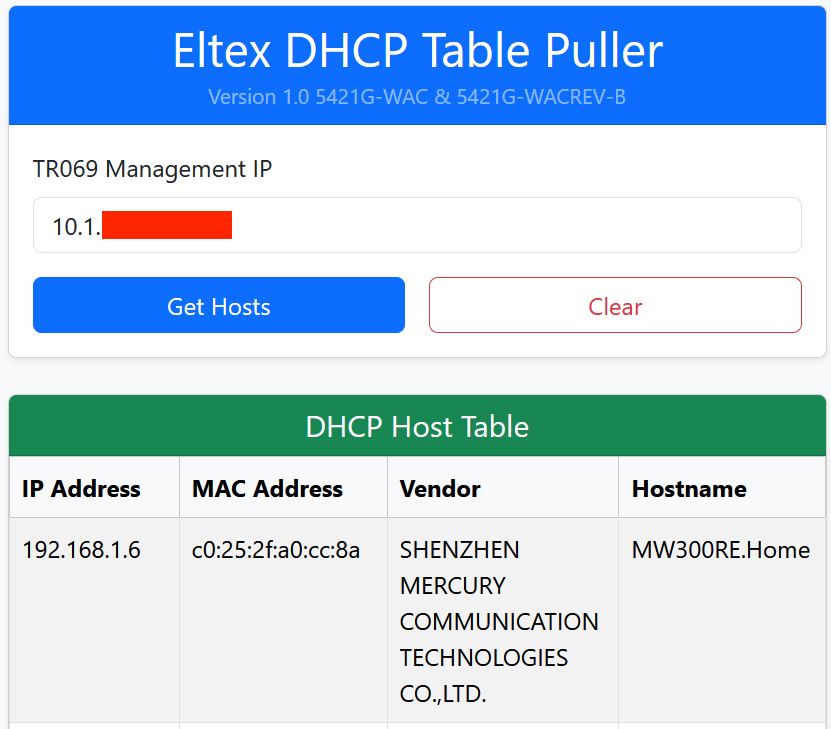 Eltex DHCP Table Puller
Version 1.0 5421G-WAC & 5421G-WACREV-B
TR069 Management IP
10.1.
Get Hosts
Clear
DHCP Host Table
IP Address
MAC Address
Vendor
Hostname
192.168.1.6
c0:25:2f:a0:cc:8a
SHENZHEN
MERCURY
COMMUNICATION
TECHNOLOGIES
CO.,LTD.
MW300RE.Home